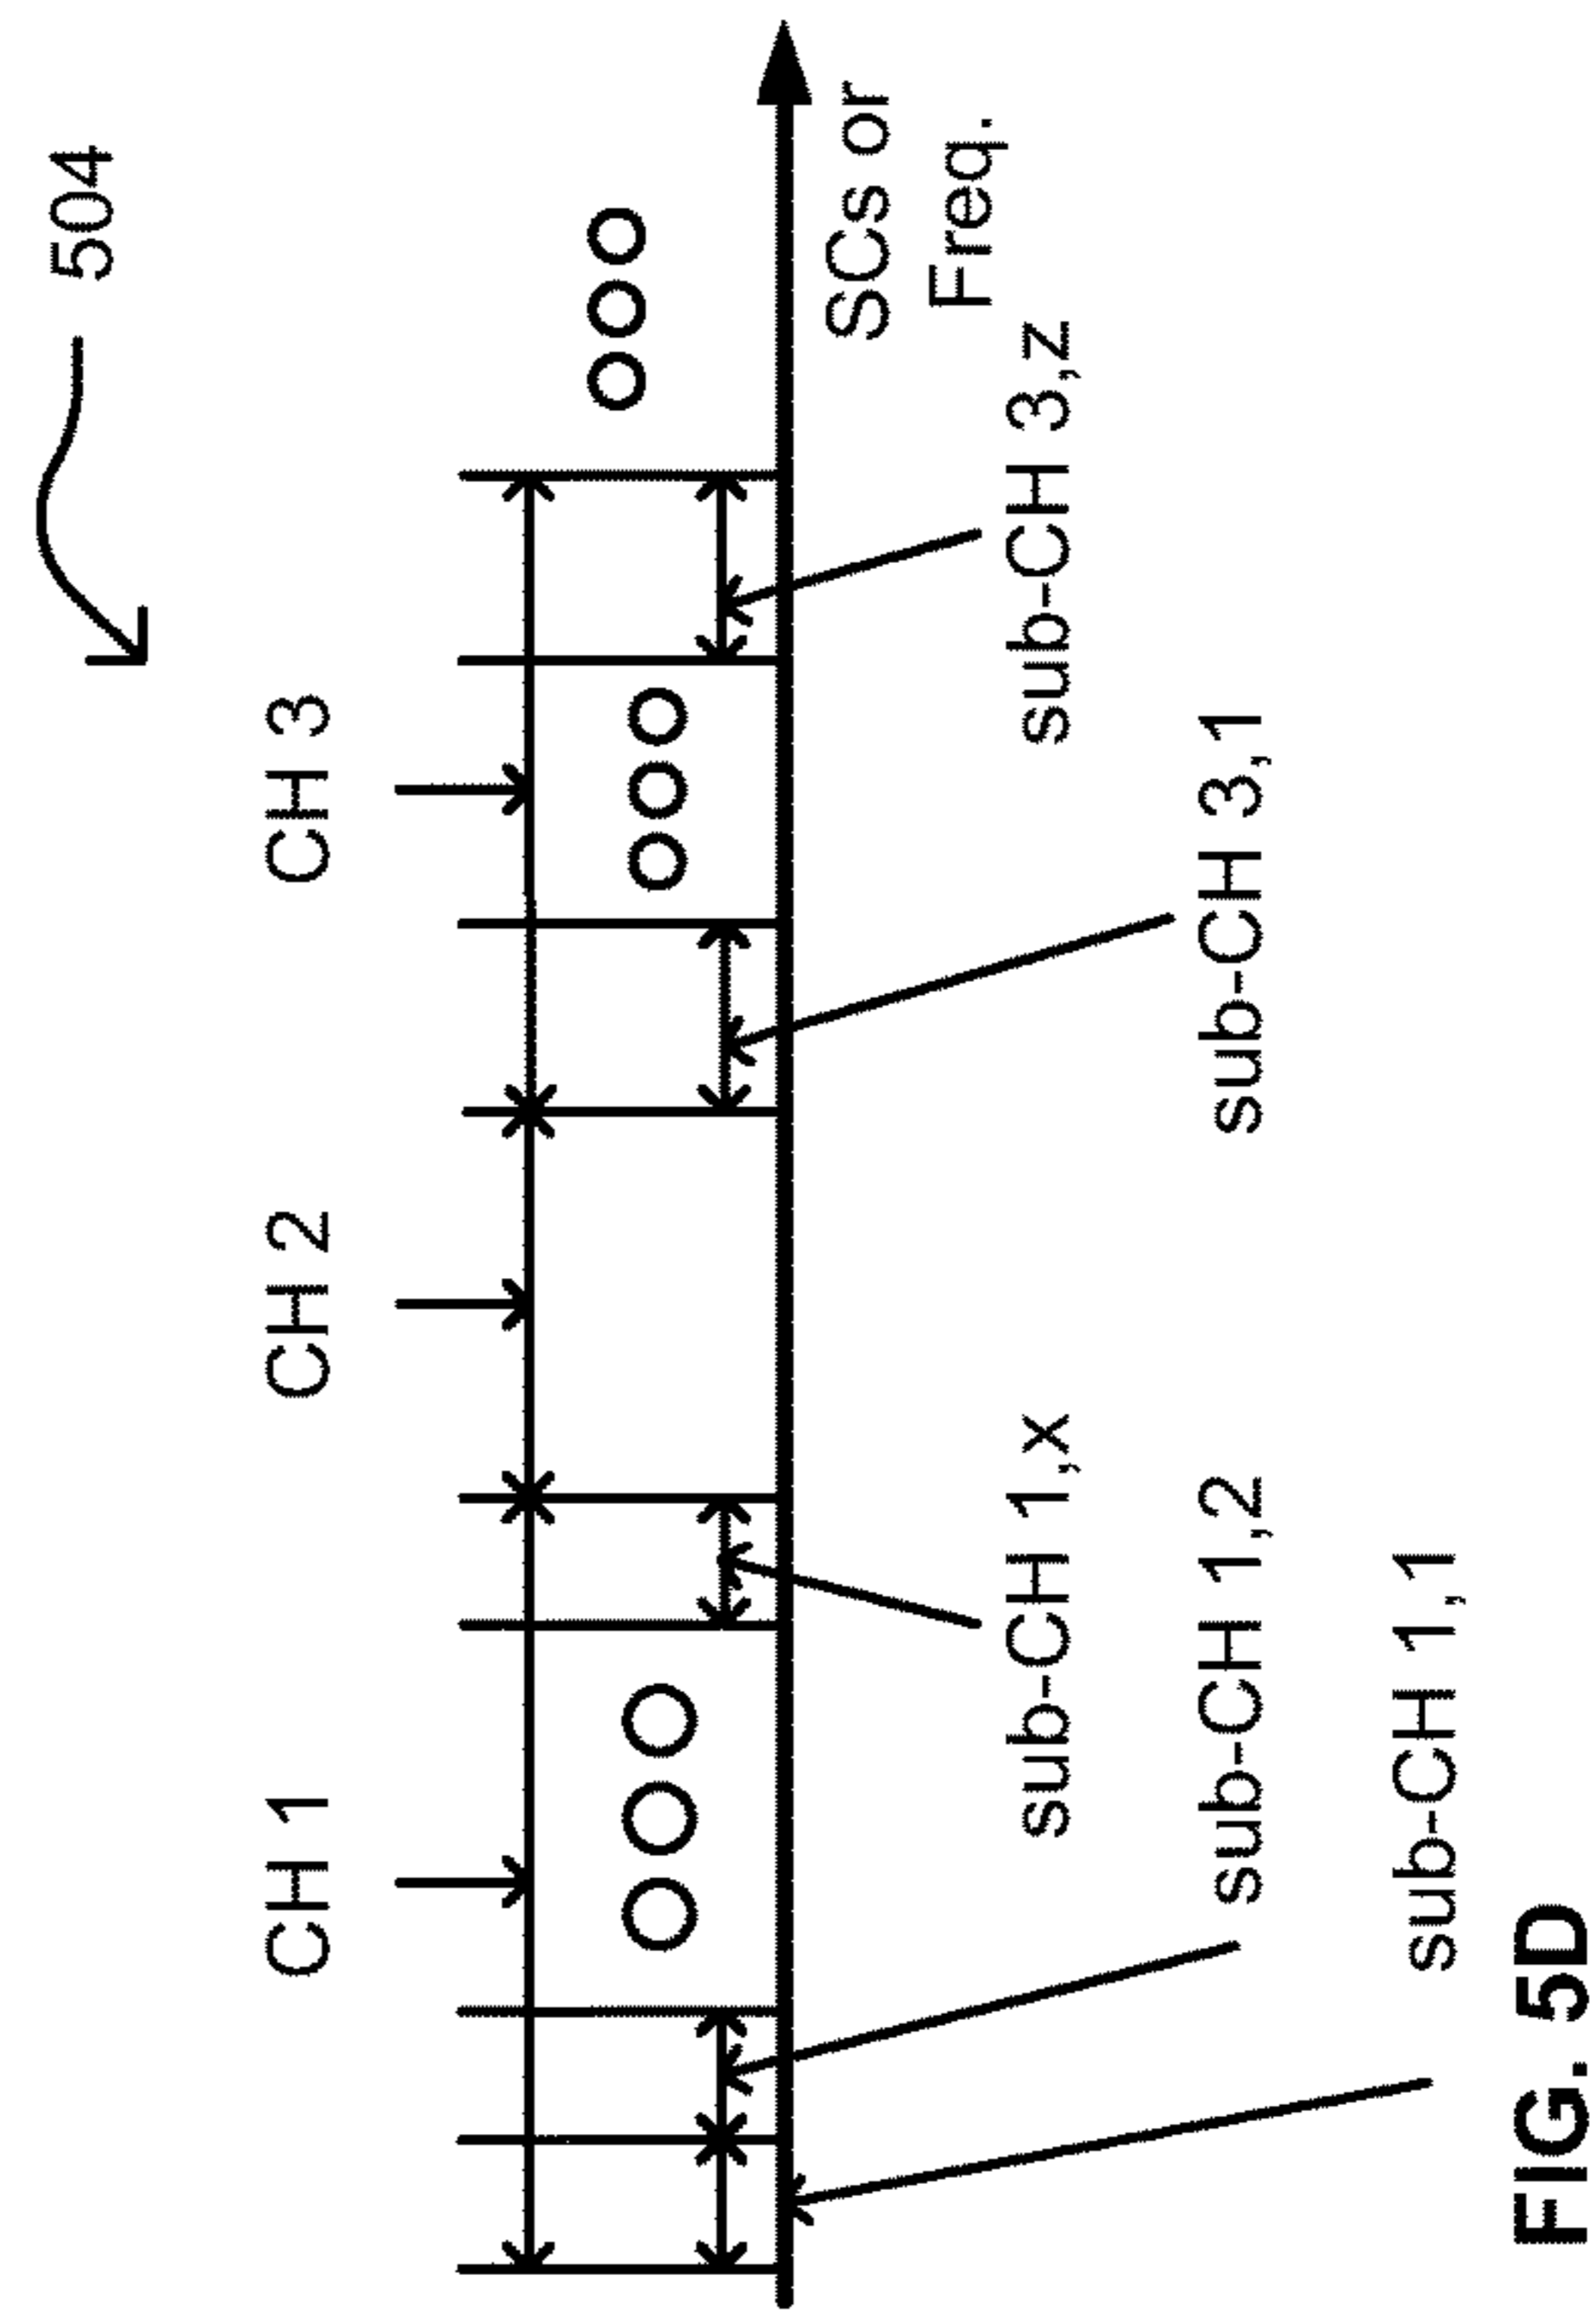 504
CH 1
CH 2
CH 3
SCs or
Freq.
sub-CH 1,x
sub-CH 3,z
sub-CH 1,2
sub-CH 3,1
sub-CH 1,1
FIG. 5D